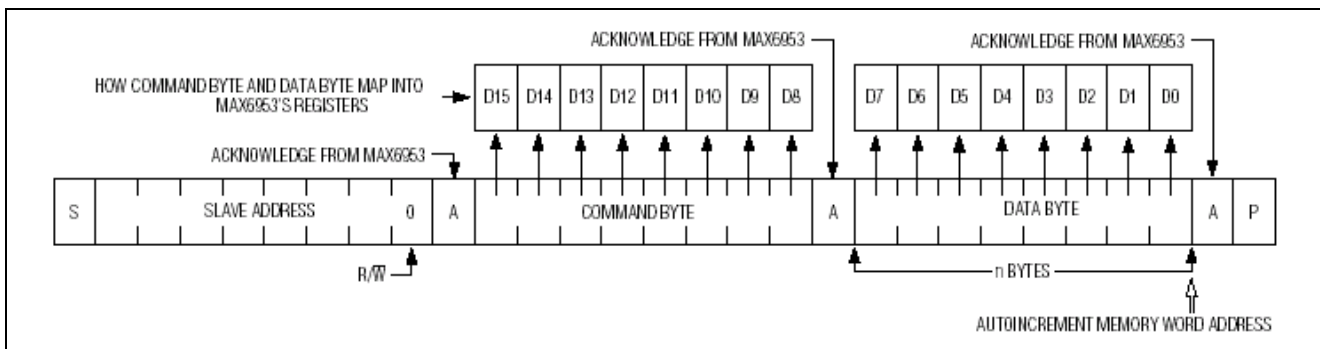 ACKNOWLEDGE FROM MAX6953
ACKNOWLEDGE FROM MAX6953
HOW COMMAND BYTE AND DATA BYTE MAP INTO
MAX6953'S REGISTERS
D15 D14 D13 D12 D11 D10 D9 D8 D7 D6 D5 D4 D3 D2 D1 D0
ACKNOWLEDGE FROM MAX6953
S SLAVE ADDRESS 0 A COMMAND BYTE A DATA BYTE A P
R/W̅
n BYTES
AUTOINCREMENT MEMORY WORD ADDRESS